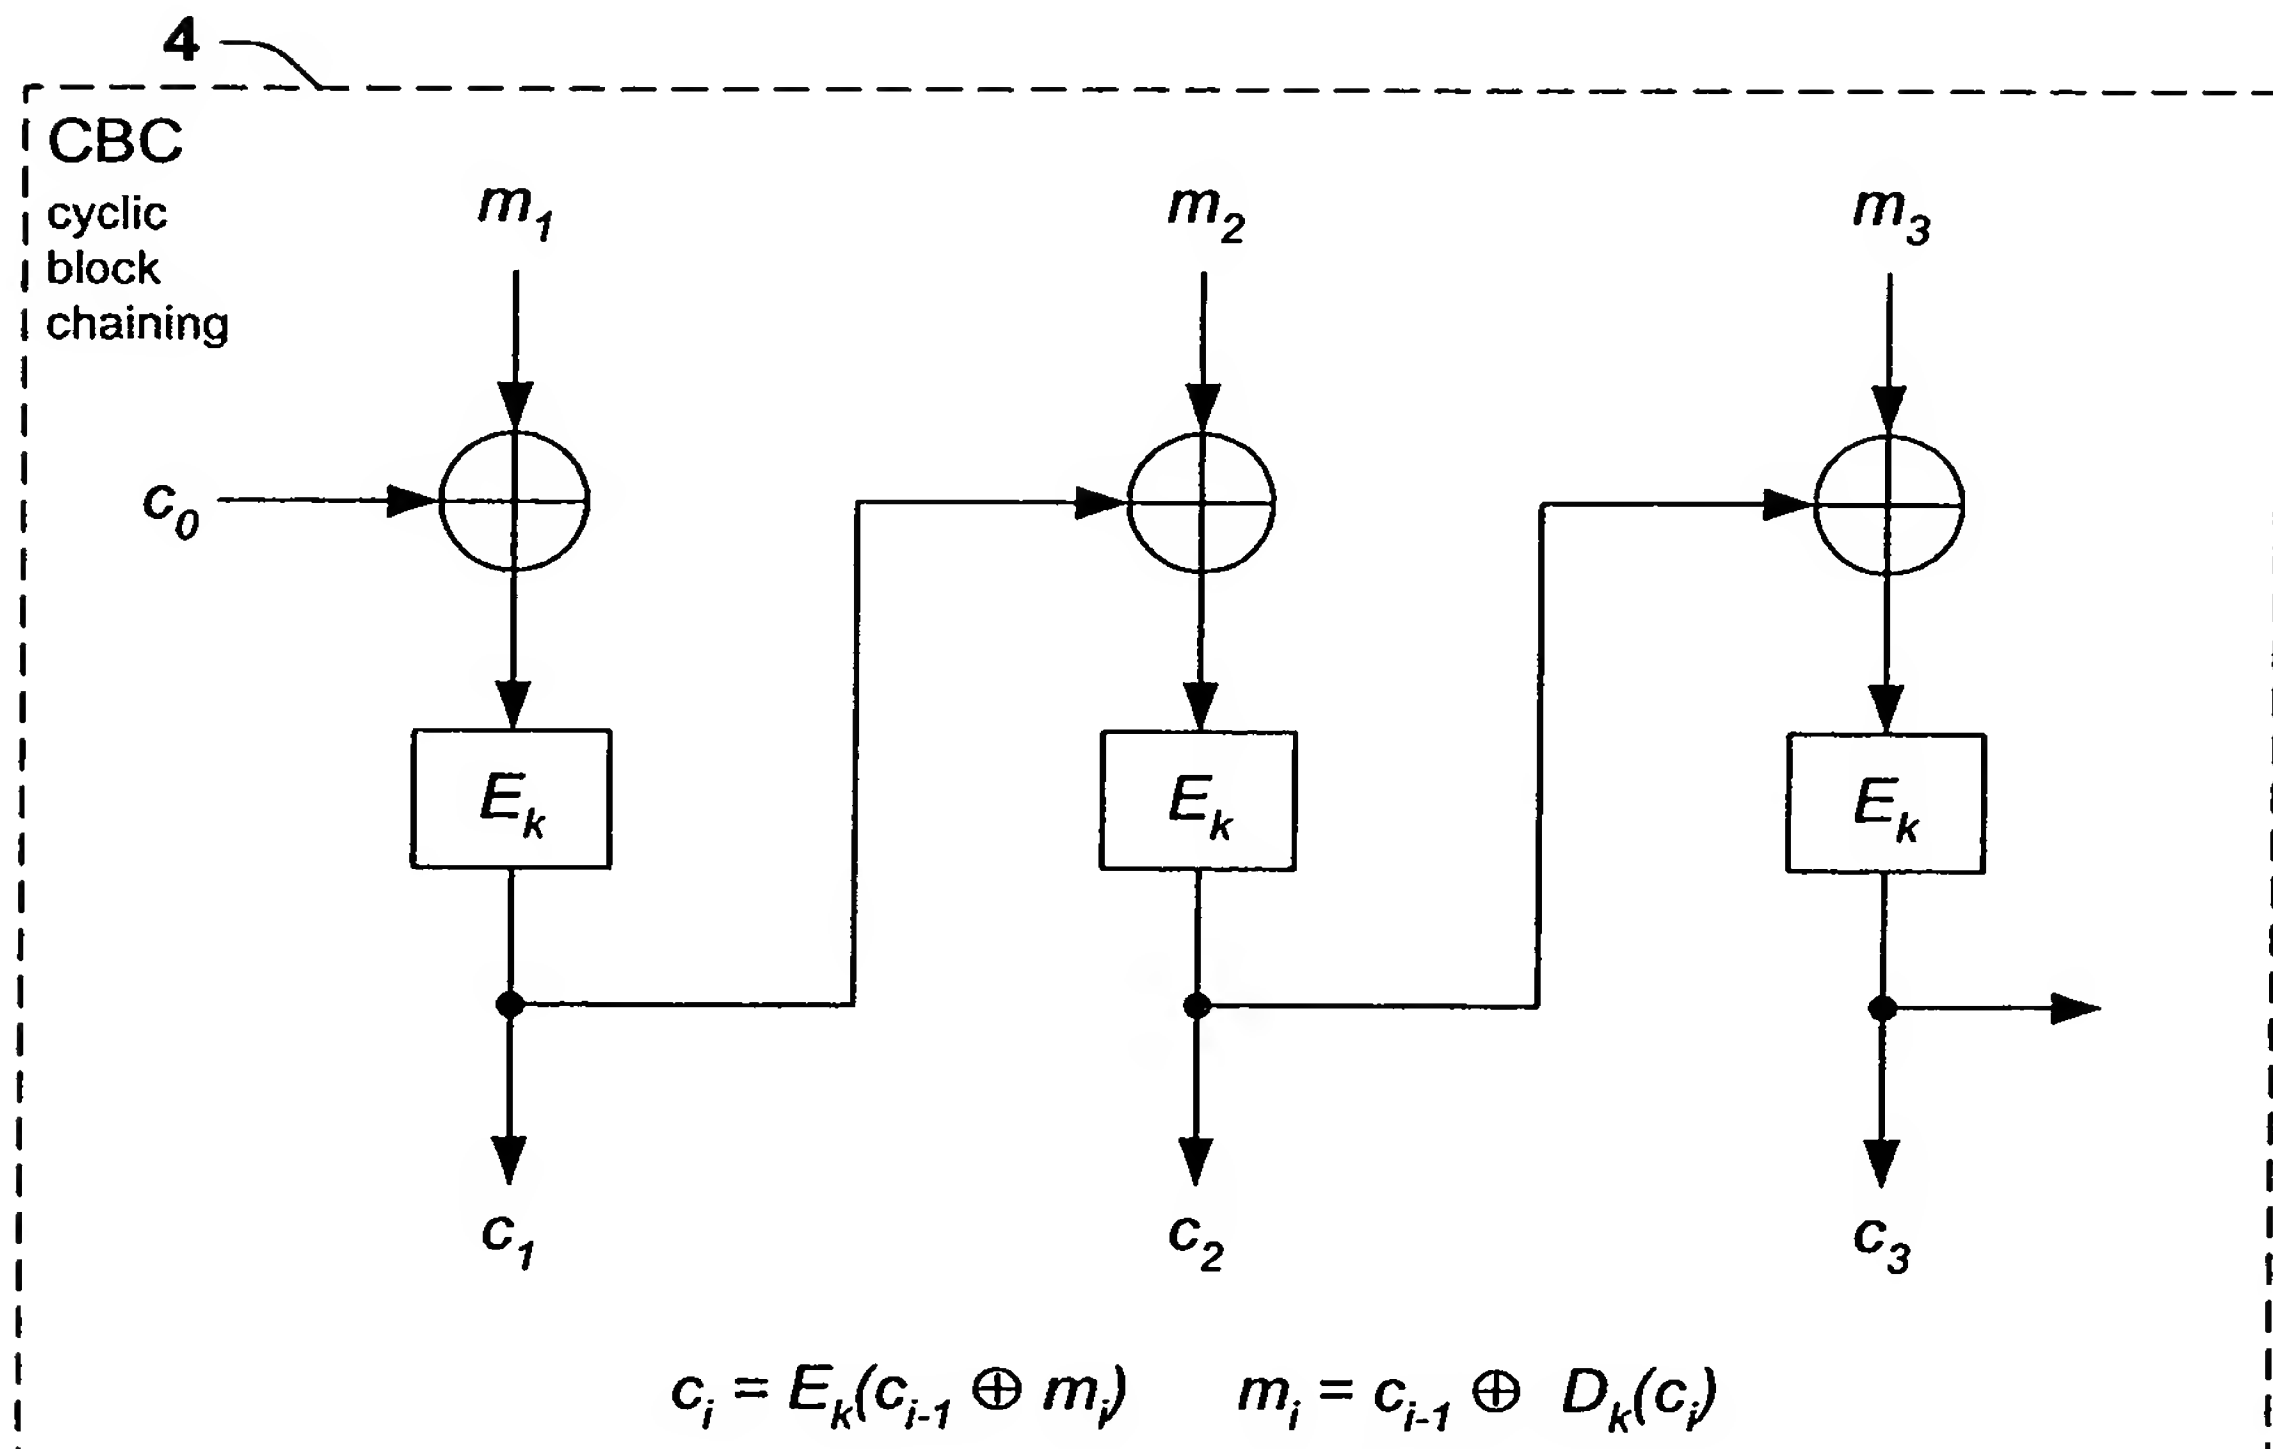 4
CBC
cyclic
block
chaining
m₁ m₂ m₃
c₀
Eₖ Eₖ Eₖ
c₁ c₂ c₃
cᵢ = Eₖ(cᵢ₋₁ ⊕ mᵢ) mᵢ = cᵢ₋₁ ⊕ Dₖ(cᵢ)